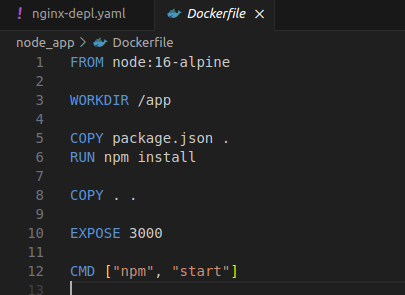 ! nginx-depl.yaml
Dockerfile ×
node_app > Dockerfile
1 FROM node:16-alpine
2
3 WORKDIR /app
4
5 COPY package.json .
6 RUN npm install
7
8 COPY . .
9
10 EXPOSE 3000
11
12 CMD ["npm", "start"]
13